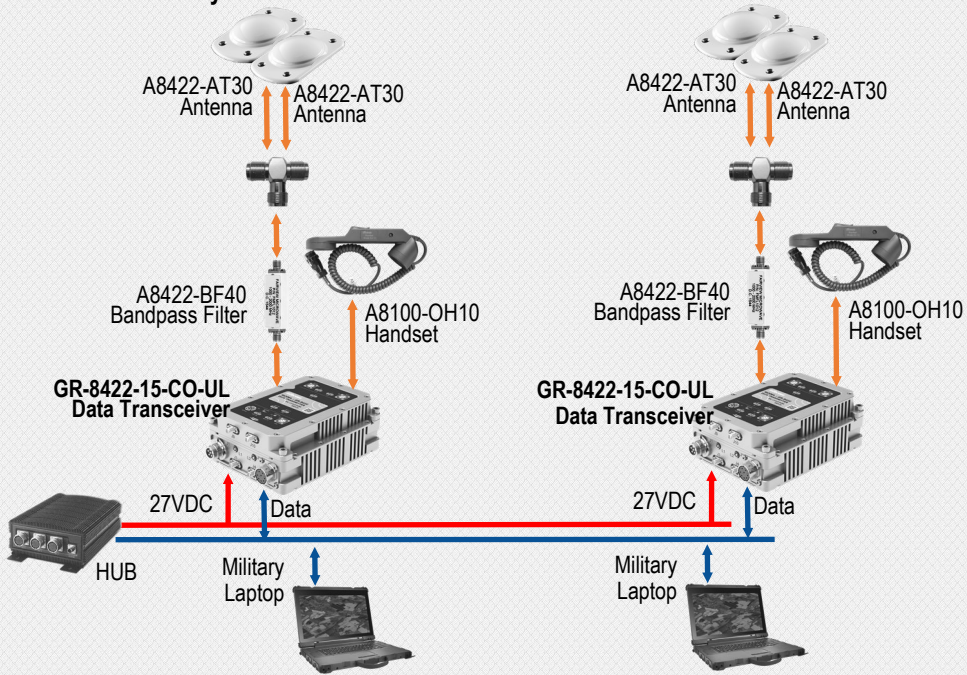 A8422-AT30
Antenna
A8422-AT30
Antenna
A8422-AT30
Antenna
A8422-AT30
Antenna
A8422-BF40
Bandpass Filter
A8100-OH10
Handset
A8422-BF40
Bandpass Filter
A8100-OH10
Handset
GR-8422-15-CO-UL
Data Transceiver
GR-8422-15-CO-UL
Data Transceiver
27VDC
Data
27VDC
Data
HUB
Military
Laptop
Military
Laptop